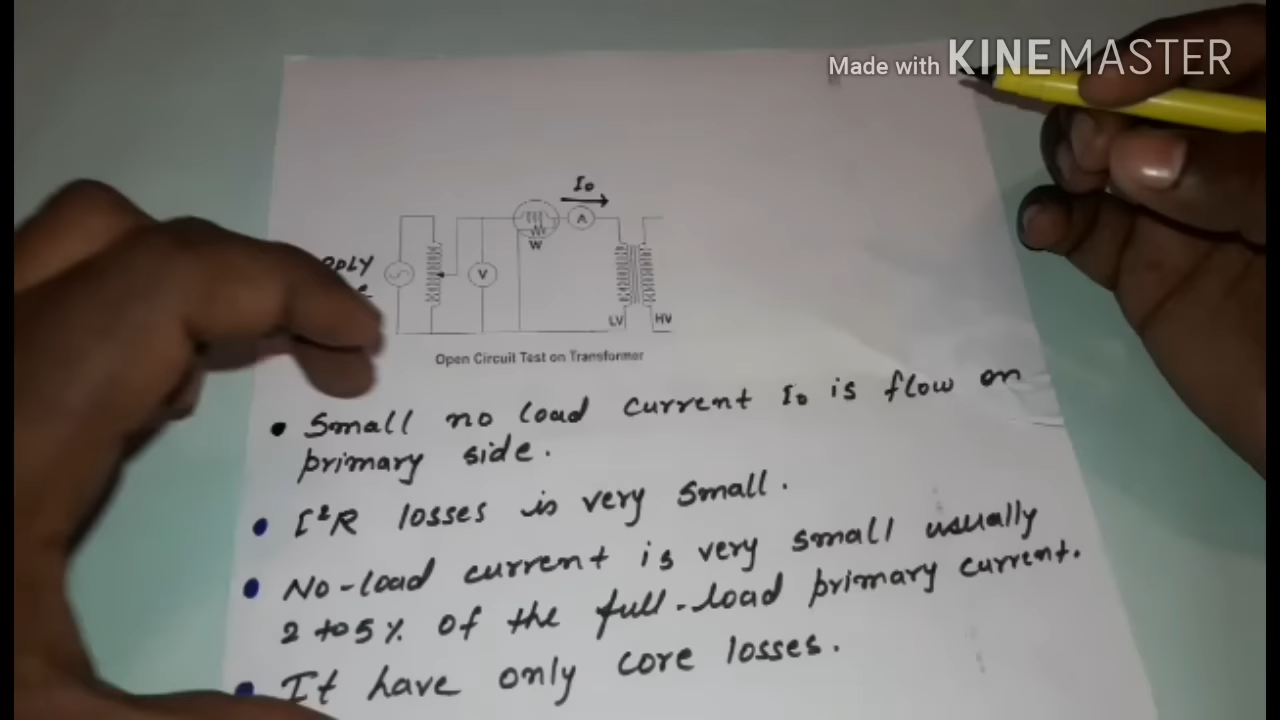 Made with KINEMASTER
I₀
A
W
V
LV HV
Open Circuit Test on Transformer
• Small no load current I₀ is flow on
primary side.
• I²R losses is very small.
• No-load current is very small usually
2 to 5% of the full-load primary current.
• It have only core losses.